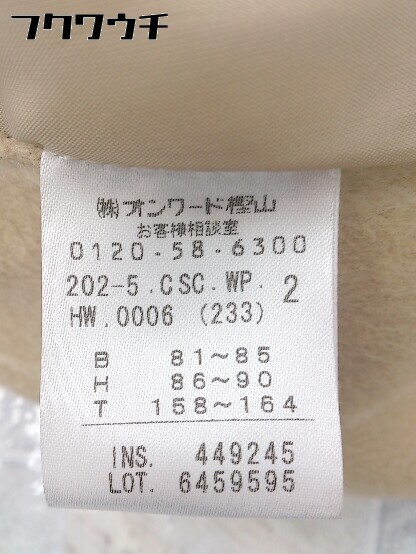 フクワウチ
㈱オンワード樫山
お客様相談室
0120-58-6300
202-5.CSC.WP. 2
HW.0006 (233)
B 81～85
H 86～90
T 158～164
INS. 449245
LOT. 6459595